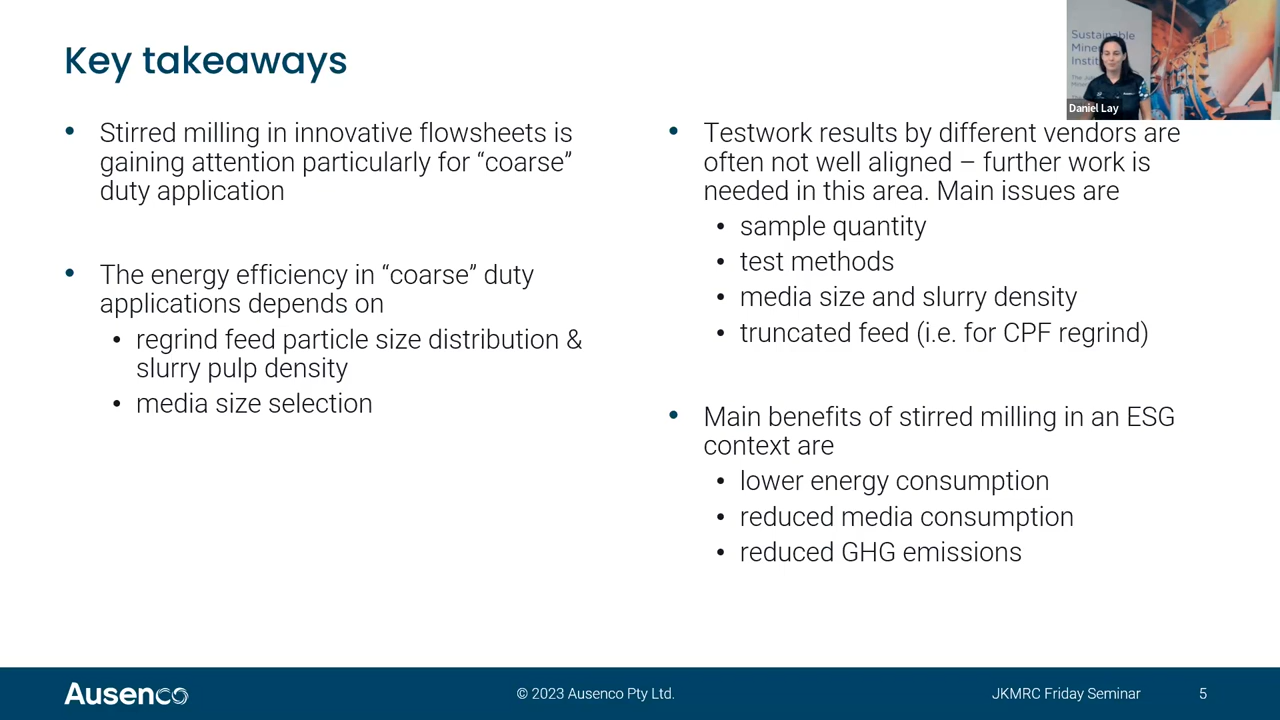 Key takeaways
Stirred milling in innovative flowsheets is
gaining attention particularly for “coarse”
duty application
The energy efficiency in “coarse” duty
applications depends on
regrind feed particle size distribution &
slurry pulp density
media size selection
Sustainable
Daniel Lay
Testwork results by different vendors are
often not well aligned – further work is
needed in this area. Main issues are
sample quantity
test methods
media size and slurry density
truncated feed (i.e. for CPF regrind)
Main benefits of stirred milling in an ESG
context are
lower energy consumption
reduced media consumption
reduced GHG emissions
Ausenco
© 2023 Ausenco Pty Ltd.
JKMRC Friday Seminar
5